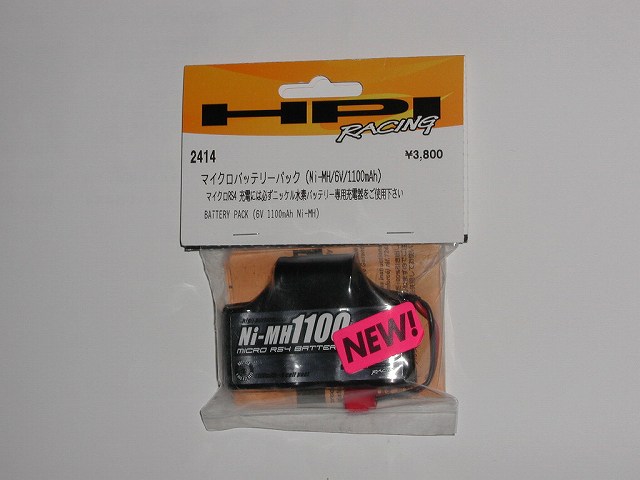 HPI
RACING
2414
¥3,800
マイクロバッテリーパック (Ni-MH/6V/1100mAh)
マイクロRS4 充電には必ずニッケル水素バッテリー専用充電器をご使用下さい
BATTERY PACK (6V 1100mAh Ni-MH)
Ni-MH1100
MICRO RS4 BATTER
NEW!